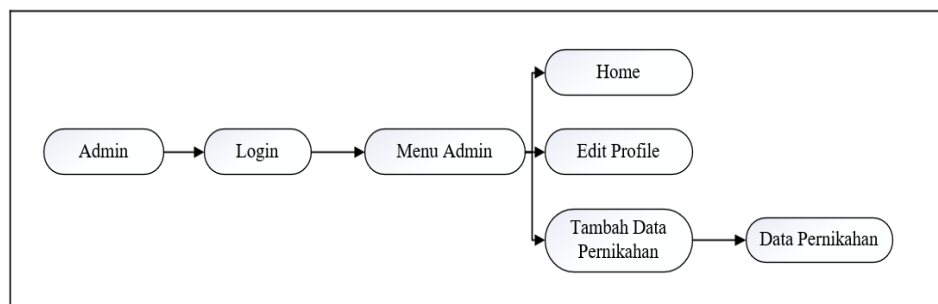 Home
Admin
Login
Menu Admin
Edit Profile
Tambah Data
Pernikahan
Data Pernikahan